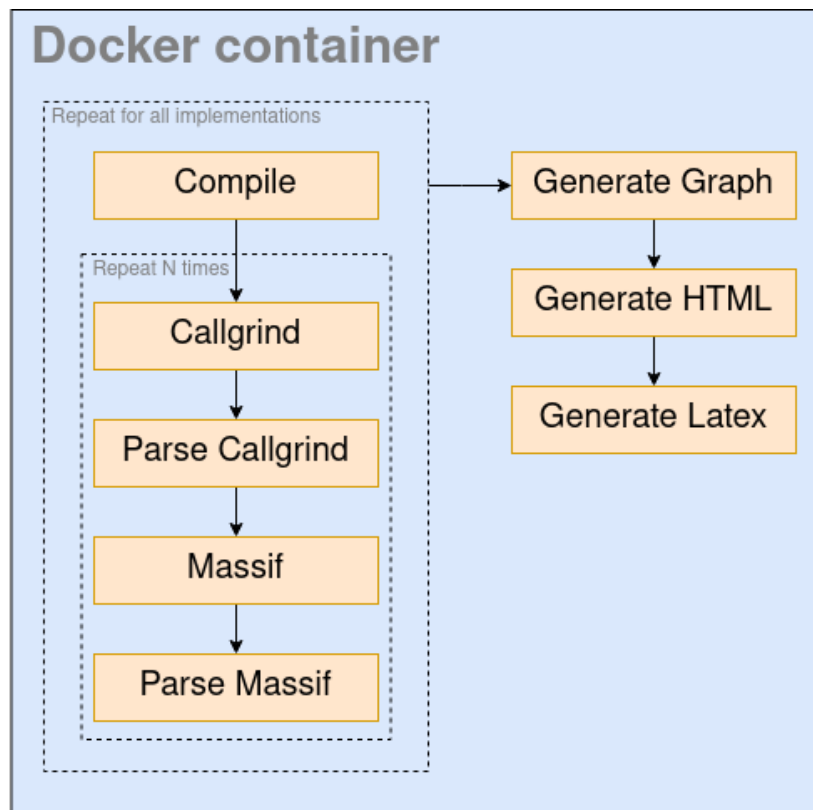 Docker container
Repeat for all implementations
Compile
Repeat N times
Callgrind
Parse Callgrind
Massif
Parse Massif
Generate Graph
Generate HTML
Generate Latex